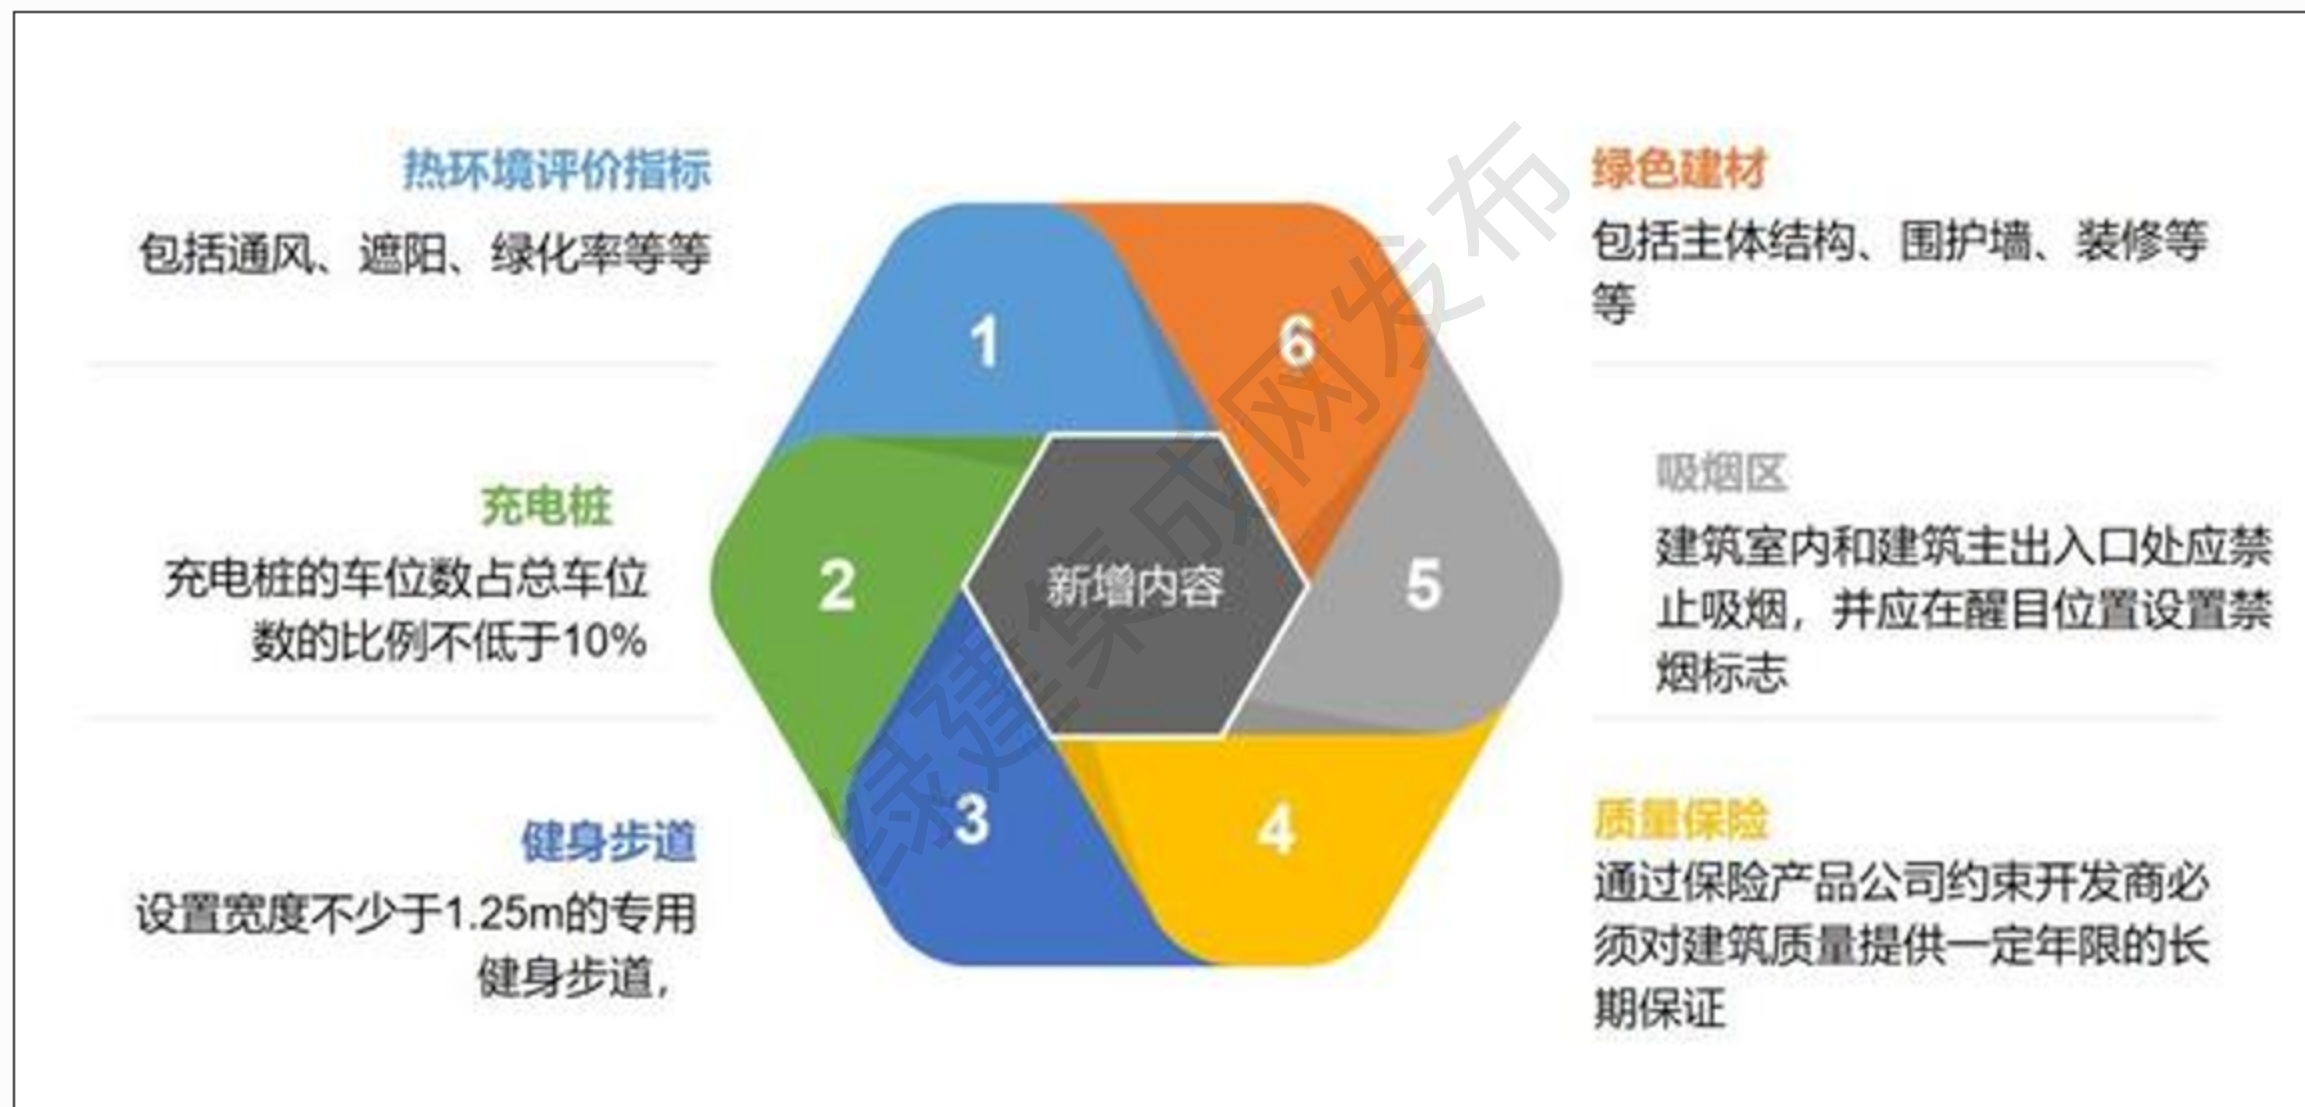 热环境评价指标
包括通风、遮阳、绿化率等等
充电桩
充电桩的车位数占总车位
数的比例不低于10%
健身步道
设置宽度不少于1.25m的专用
健身步道，
1
2
3
4
5
6
新增内容
绿色建材
包括主体结构、围护墙、装修等
等
吸烟区
建筑室内和建筑主出入口处应禁
止吸烟，并应在醒目位置设置禁
烟标志
质量保险
通过保险产品公司约束开发商必
须对建筑质量提供一定年限的长
期保证
绿建集成网发布